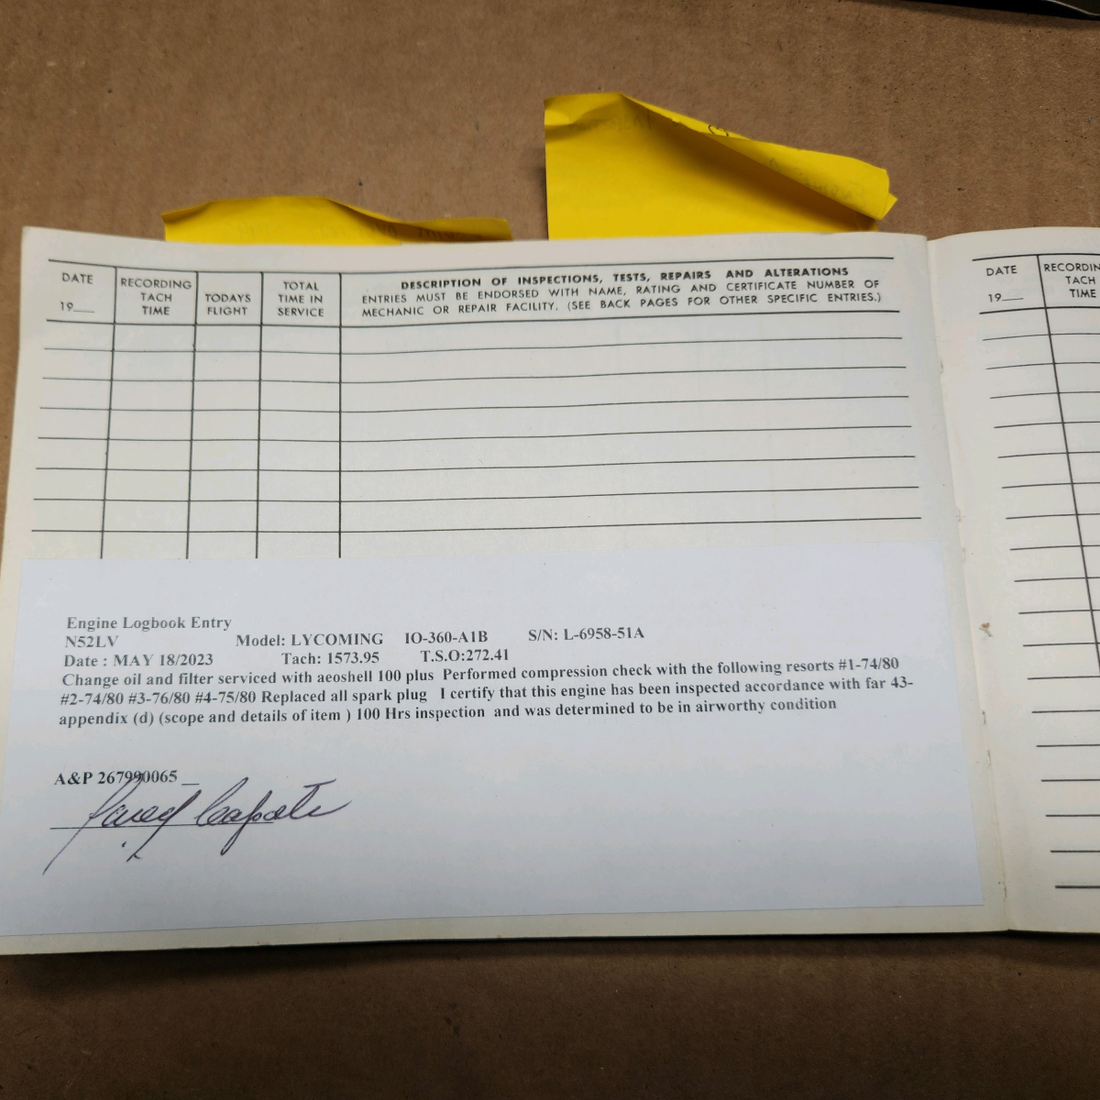 DATE
19___
RECORDING
TACH
TIME
TODAYS
FLIGHT
TOTAL
TIME IN
SERVICE
DESCRIPTION OF INSPECTIONS, TESTS, REPAIRS AND ALTERATIONS
ENTRIES MUST BE ENDORSED WITH NAME, RATING AND CERTIFICATE NUMBER OF
MECHANIC OR REPAIR FACILITY. (SEE BACK PAGES FOR OTHER SPECIFIC ENTRIES.)
DATE
19___
TACH
TIME
Engine Logbook Entry
N52LV Model: LYCOMING IO-360-A1B S/N: L-6958-51A
Date : MAY 18/2023 Tach: 1573.95 T.S.O:272.41
Change oil and filter serviced with aeoshell 100 plus Performed compression check with the following resorts #1-74/80
#2-74/80 #3-76/80 #4-75/80 Replaced all spark plug I certify that this engine has been inspected accordance with far 43-
appendix (d) (scope and details of item ) 100 Hrs inspection and was determined to be in airworthy condition
A&P 267990065 __